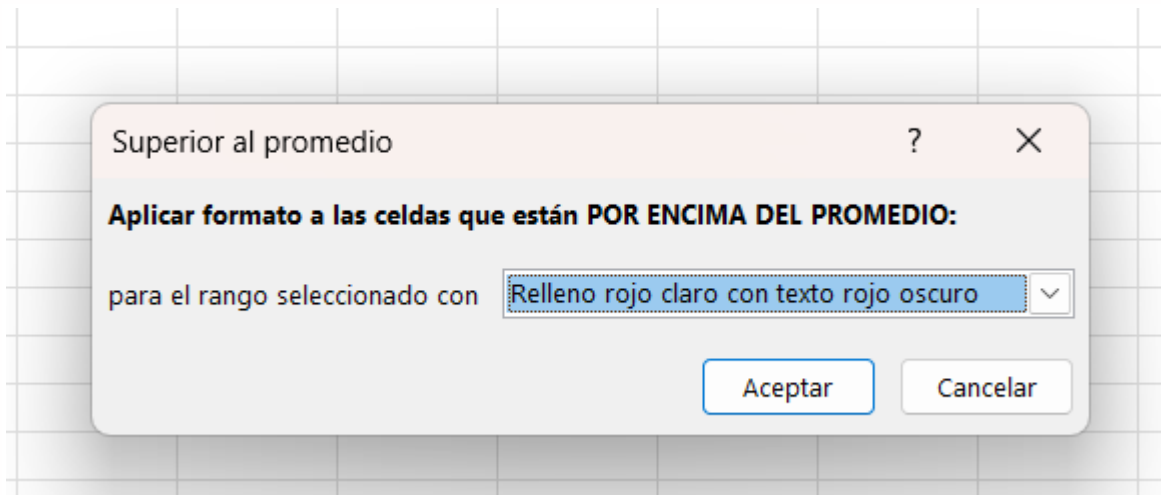 Superior al promedio ?
Aplicar formato a las celdas que están POR ENCIMA DEL PROMEDIO:
para el rango seleccionado con Relleno rojo claro con texto rojo oscuro
Aceptar Cancelar